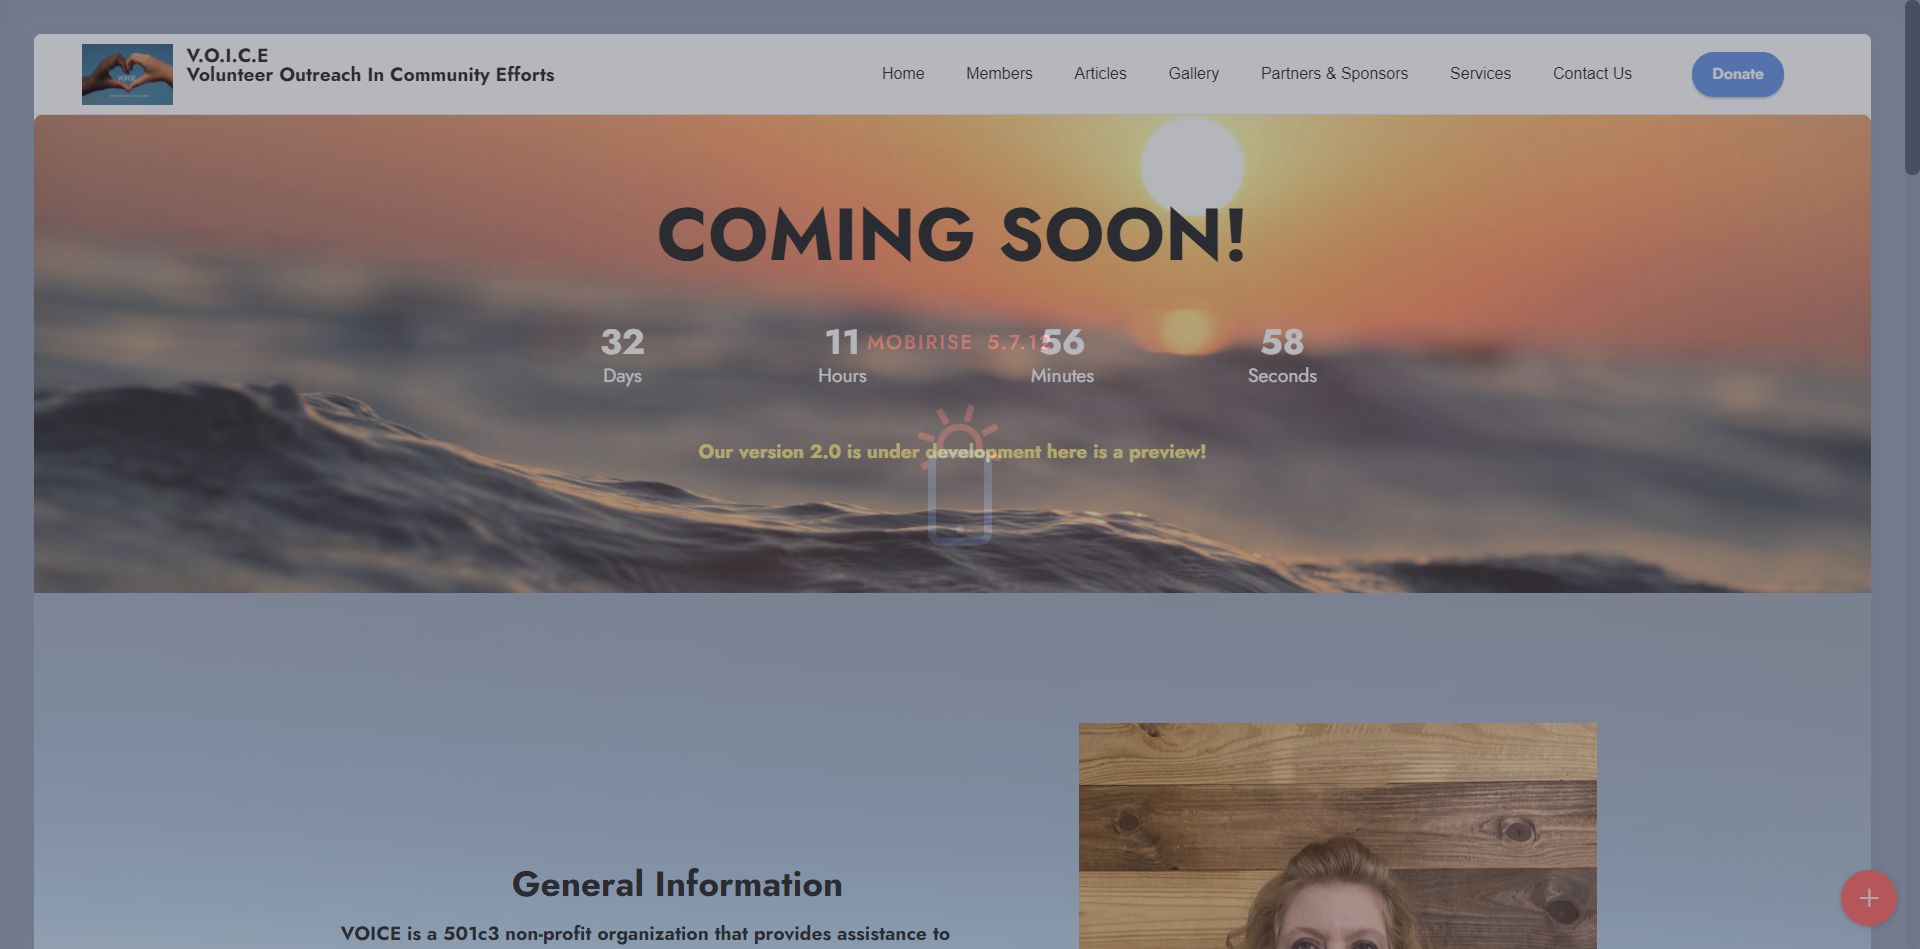 V.O.I.C.E
Volunteer Outreach In Community Efforts
Home Members Articles Gallery Partners & Sponsors Services Contact Us Donate
VOICE
COMING SOON!
32 11 56 58
MOBIRISE 5.7.12
Days Hours Minutes Seconds
Our version 2.0 is under development here is a preview!
General Information
VOICE is a 501c3 non-profit organization that provides assistance to